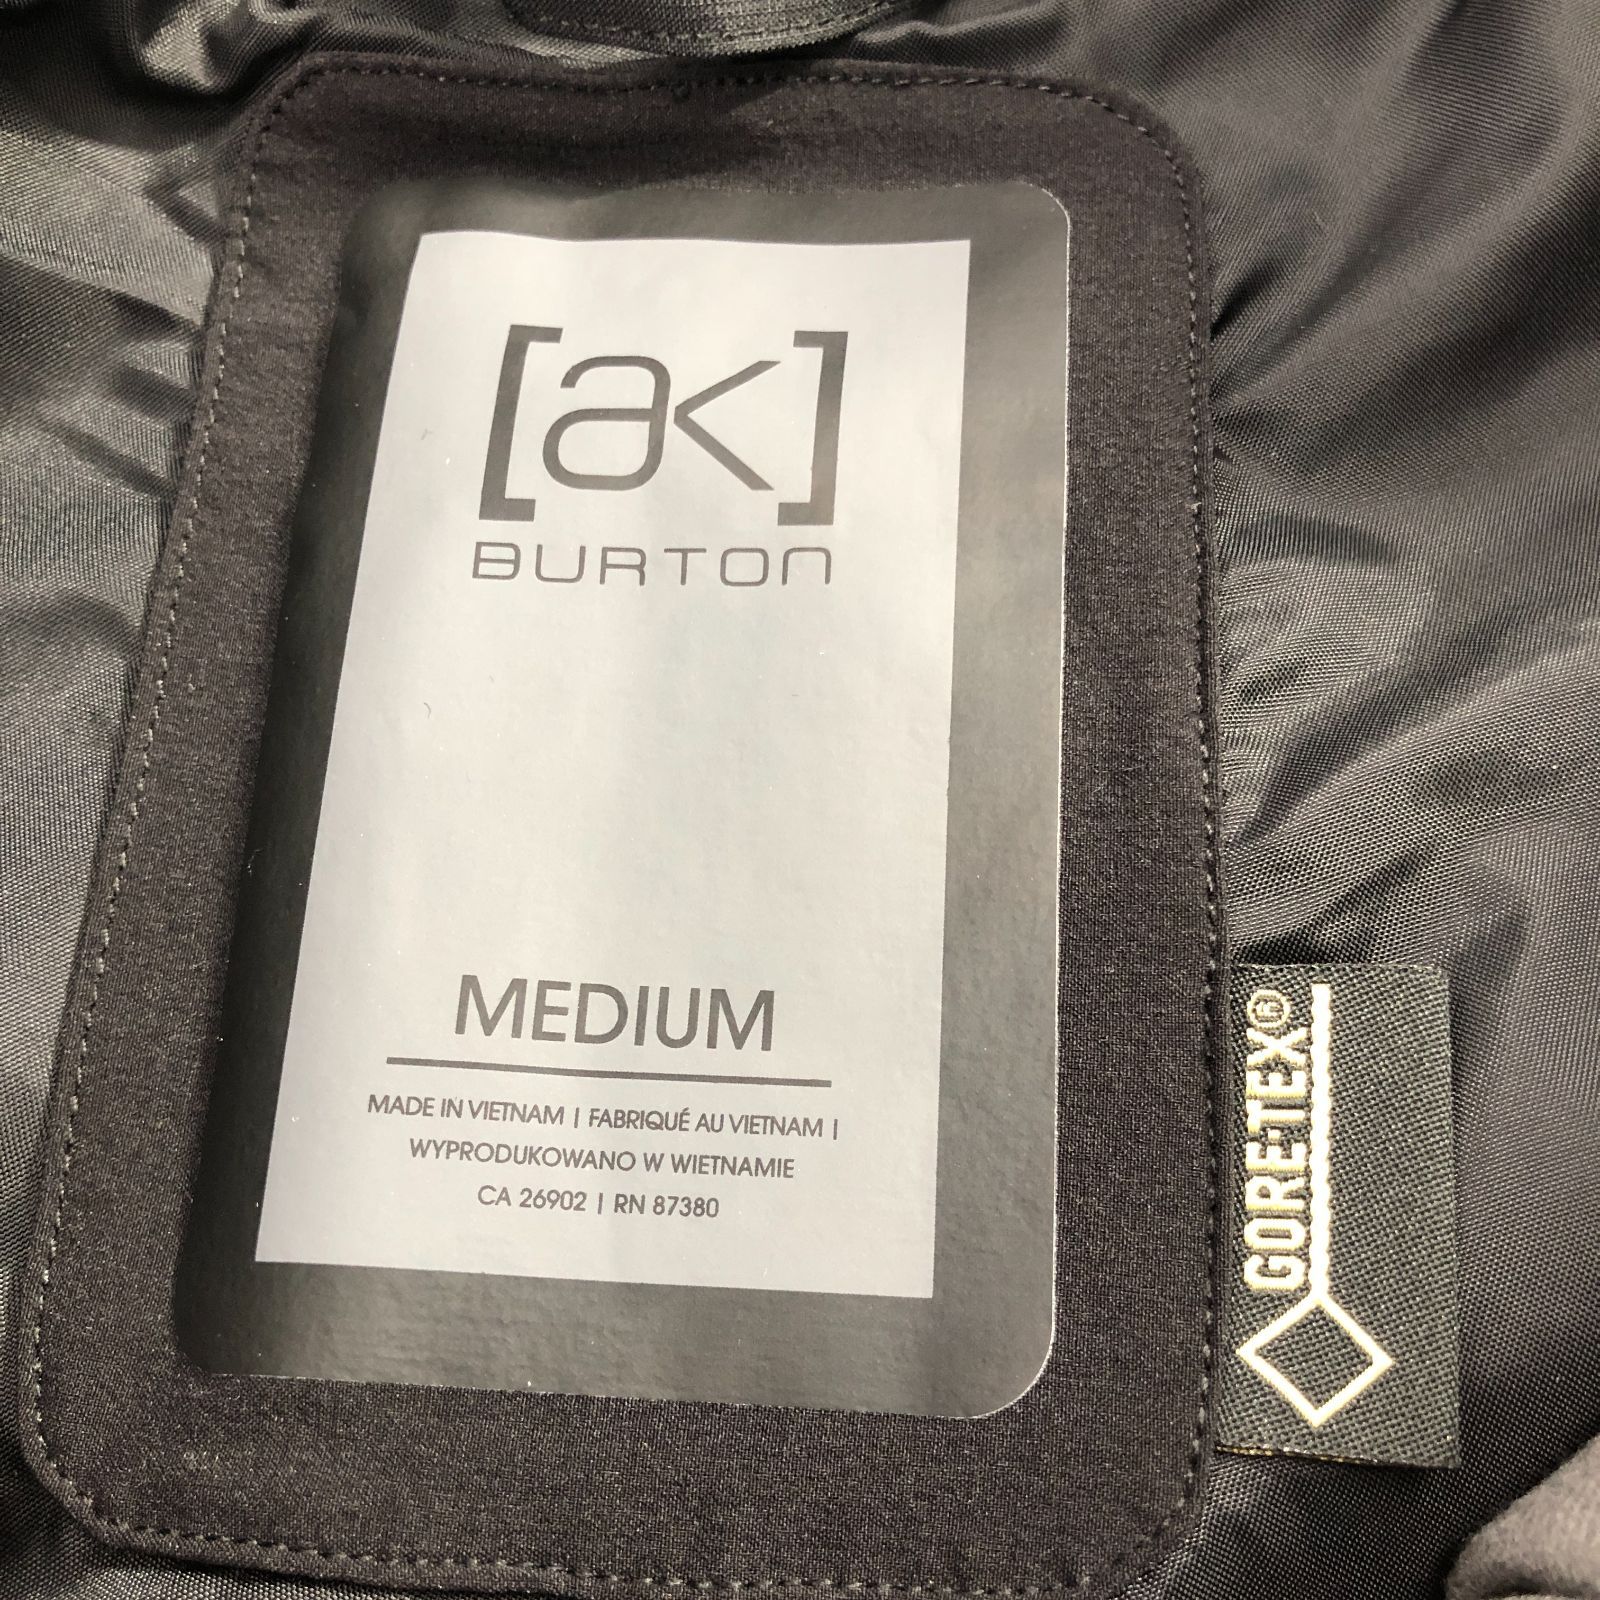 [ak]
BURTON
MEDIUM
MADE IN VIETNAM | FABRIQUÉ AU VIETNAM |
WYPRODUKOWANO W WIETNAMIE
CA 26902 | RN 87380
GORE-TEX®